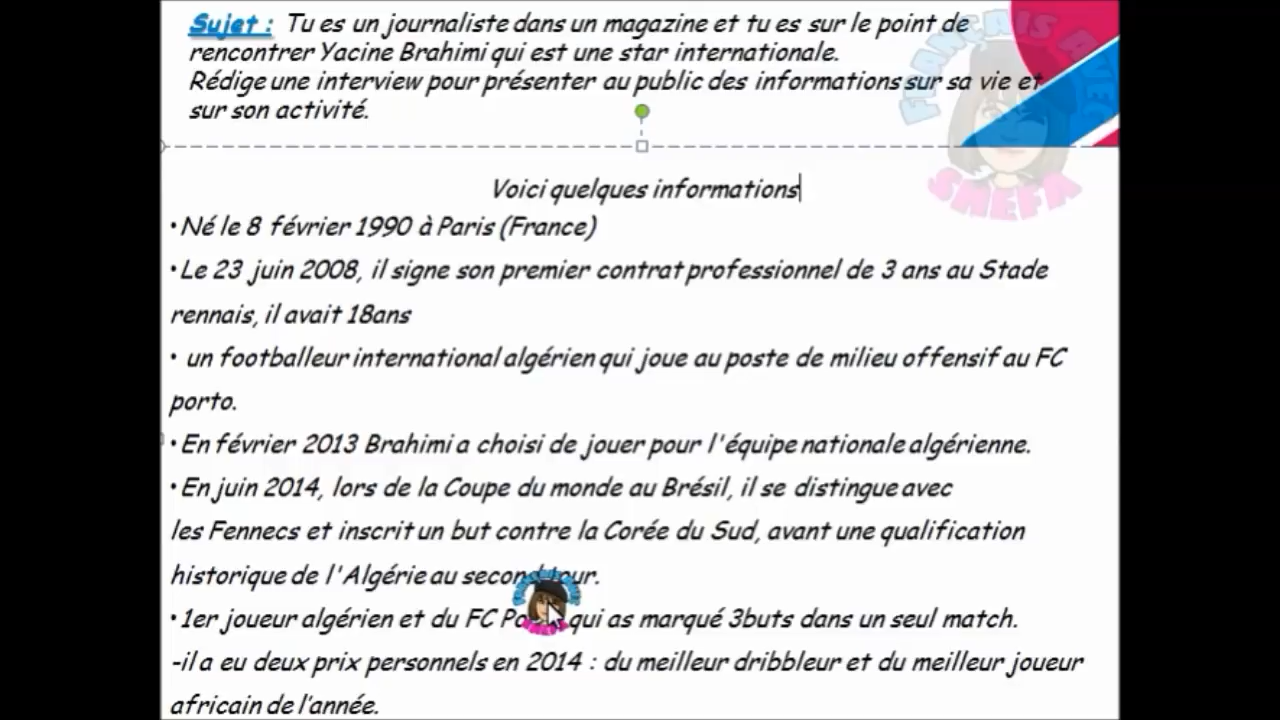 Sujet : Tu es un journaliste dans un magazine et tu es sur le point de
rencontrer Yacine Brahimi qui est une star internationale.
Rédige une interview pour présenter au public des informations sur sa vie et
sur son activité.
FRANÇAIS AVEC
SMEFA
Voici quelques informations
•Né le 8 février 1990 à Paris (France)
•Le 23 juin 2008, il signe son premier contrat professionnel de 3 ans au Stade
rennais, il avait 18ans
• un footballeur international algérien qui joue au poste de milieu offensif au FC
porto.
•En février 2013 Brahimi a choisi de jouer pour l'équipe nationale algérienne.
•En juin 2014, lors de la Coupe du monde au Brésil, il se distingue avec
les Fennecs et inscrit un but contre la Corée du Sud, avant une qualification
historique de l'Algérie au second tour.
•1er joueur algérien et du FC qui as marqué 3buts dans un seul match.
-il a eu deux prix personnels en 2014 : du meilleur dribbleur et du meilleur joueur
africain de l'année.